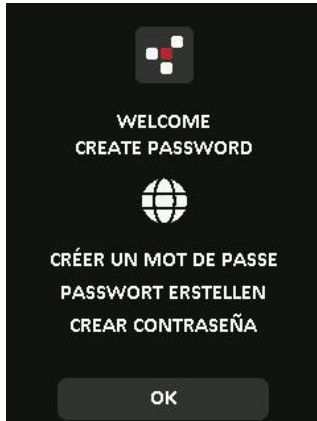 WELCOME
CREATE PASSWORD
CRÉER UN MOT DE PASSE
PASSWORT ERSTELLEN
CREAR CONTRASEÑA
OK